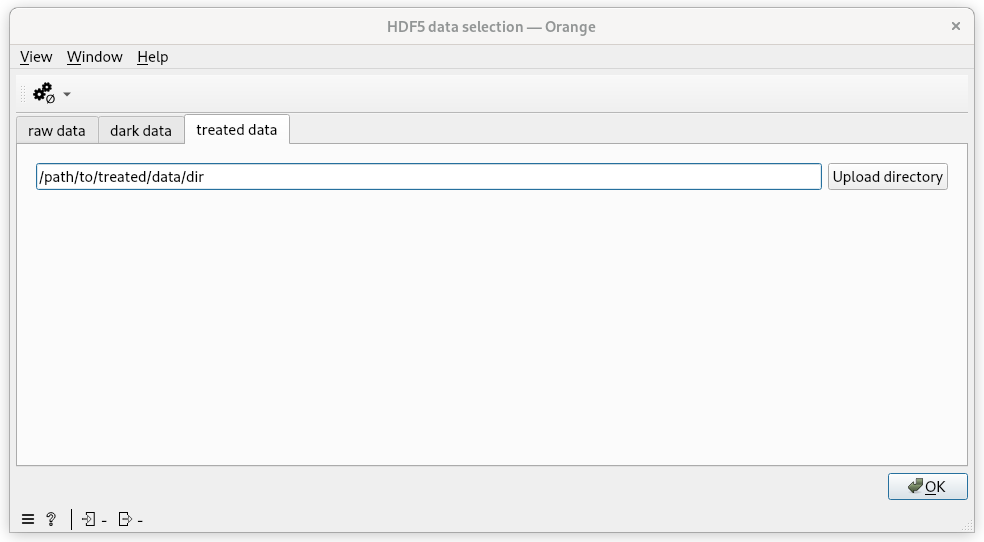 HDF5 data selection — Orange
View Window Help
raw data dark data treated data
/path/to/treated/data/dir Upload directory
OK
? - -